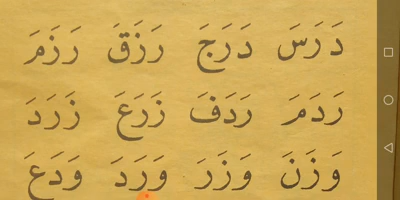 دَرَسَ دَرَجَ رَزَقَ رَزَمَ
رَدَمَ رَدَفَ زَرَعَ زَرَدَ
وَزَنَ وَزَرَ وَرَدَ وَدَعَ